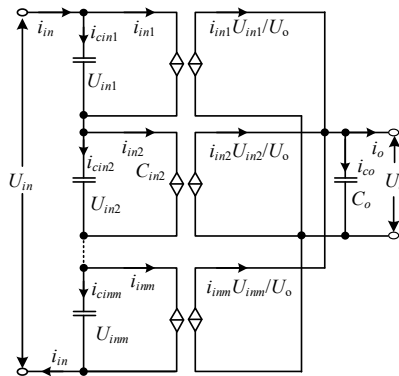 i_in i_cin1 i_in1 i_in1U_in1/U_o
U_in1
i_cin2 i_in2 C_in2 i_in2U_in2/U_o i_o
U_in U_in2 i_co C_o U
i_cinm i_inm i_inmU_inm/U_o
U_inm
i_in